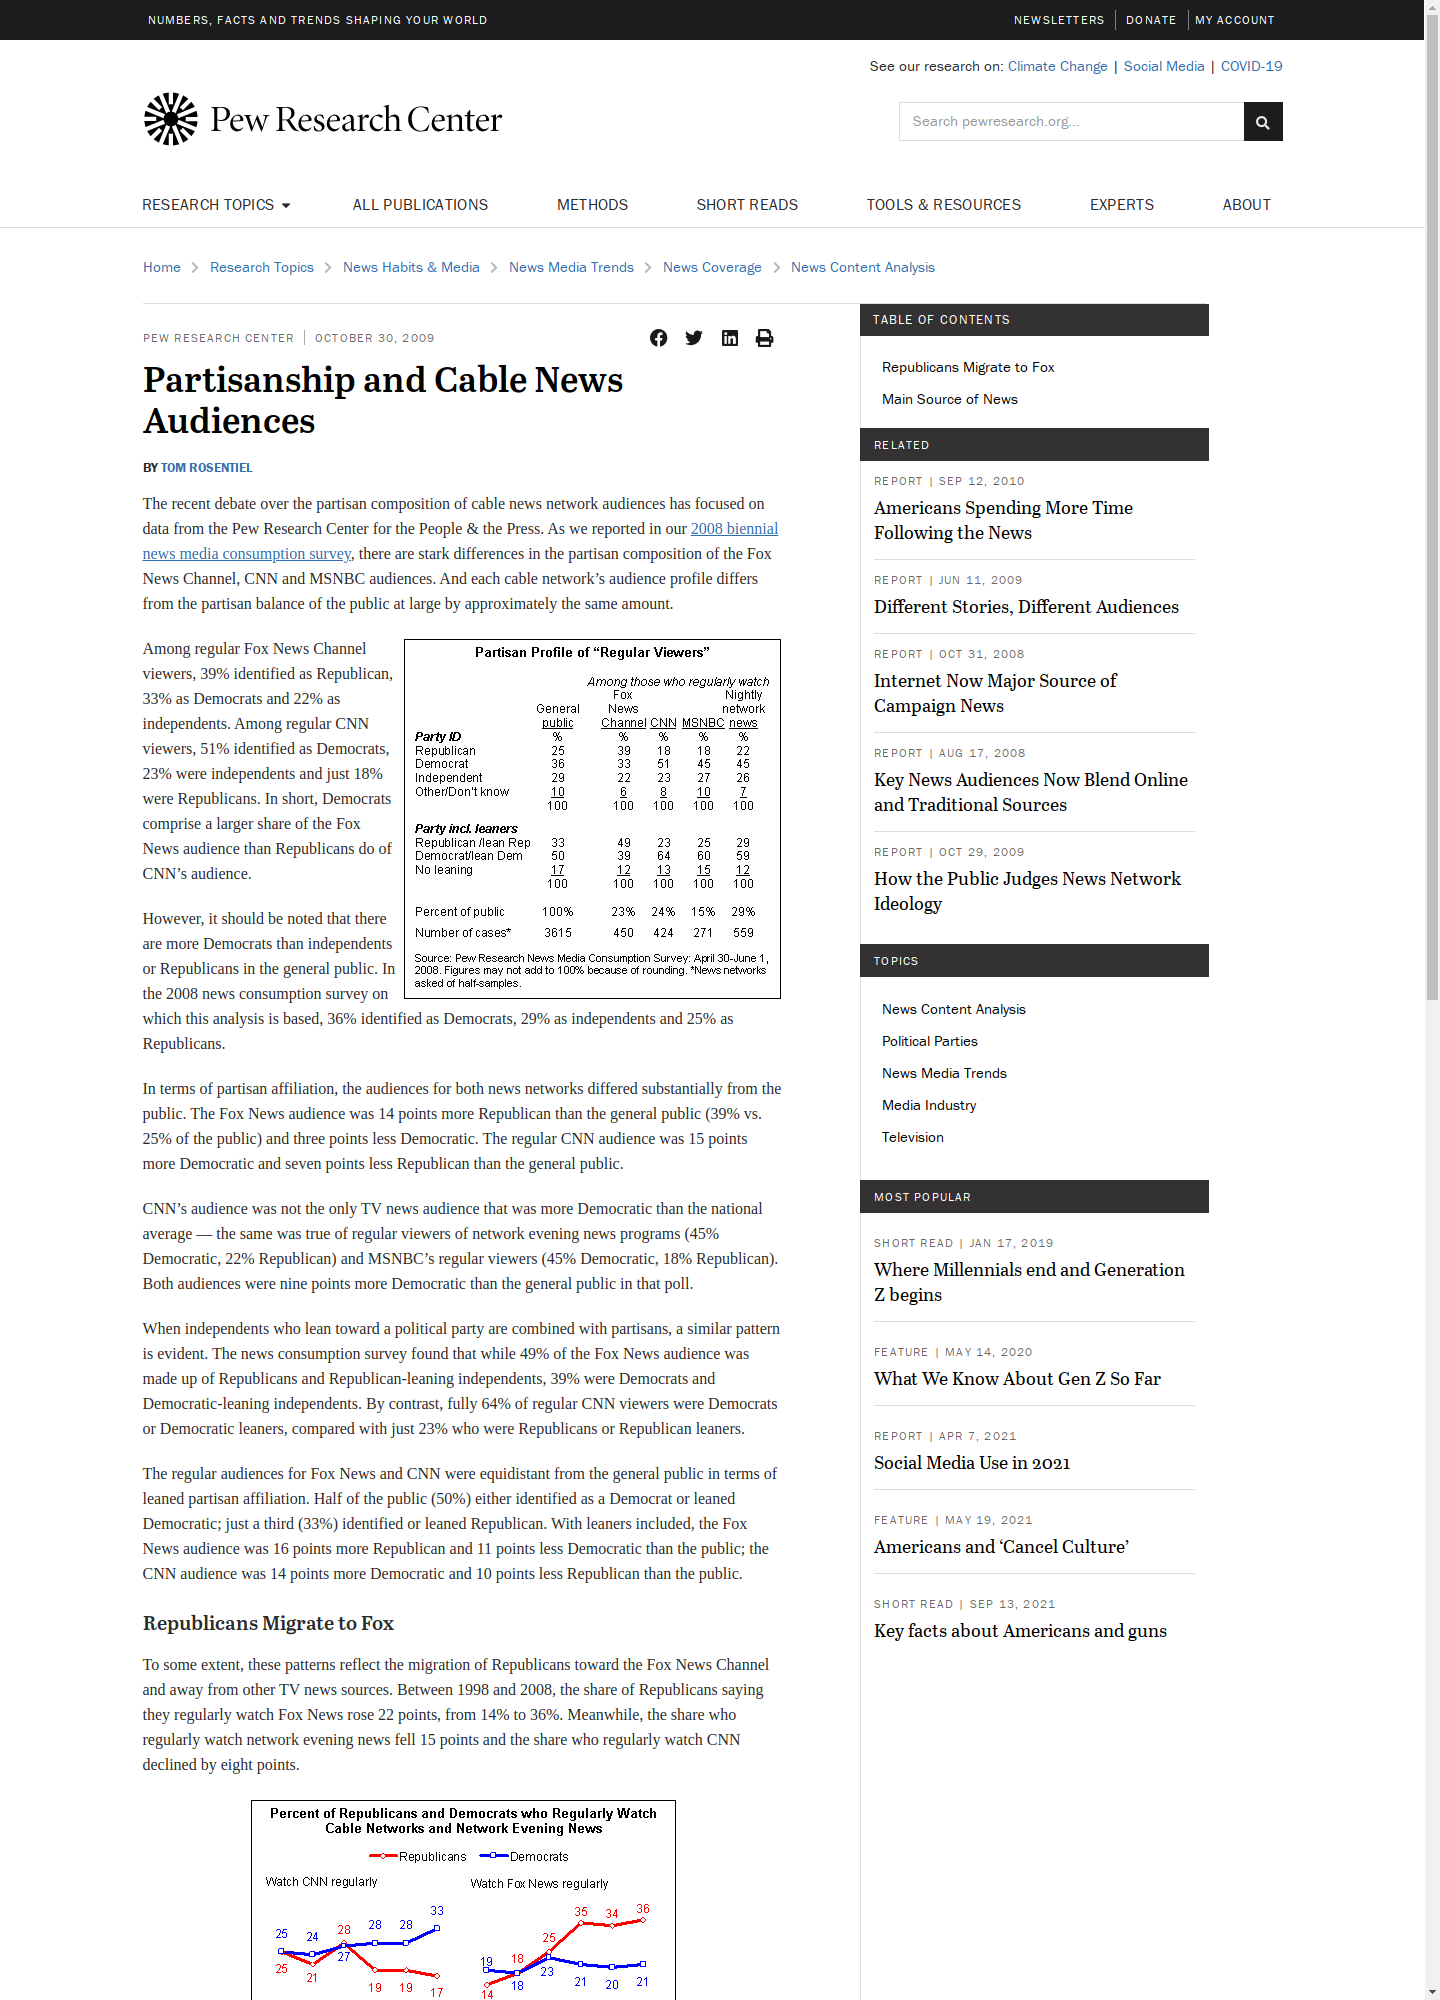 NUMBERS, FACTS AND TRENDS SHAPING YOUR WORLD
NEWSLETTERS DONATE MY ACCOUNT
See our research on: Climate Change | Social Media | COVID-19
Pew Research Center
Search pewresearch.org...
RESEARCH TOPICS ALL PUBLICATIONS METHODS SHORT READS TOOLS & RESOURCES EXPERTS ABOUT
Home Research Topics News Habits & Media News Media Trends News Coverage News Content Analysis
PEW RESEARCH CENTER OCTOBER 30, 2009
Partisanship and Cable News
Audiences
BY TOM ROSENTIEL
The recent debate over the partisan composition of cable news network audiences has focused on
data from the Pew Research Center for the People & the Press. As we reported in our 2008 biennial
news media consumption survey, there are stark differences in the partisan composition of the Fox
News Channel, CNN and MSNBC audiences. And each cable network’s audience profile differs
from the partisan balance of the public at large by approximately the same amount.
Among regular Fox News Channel
viewers, 39% identified as Republican,
33% as Democrats and 22% as
independents. Among regular CNN
viewers, 51% identified as Democrats,
23% were independents and just 18%
were Republicans. In short, Democrats
comprise a larger share of the Fox
News audience than Republicans do of
CNN’s audience.
However, it should be noted that there
are more Democrats than independents
or Republicans in the general public. In
the 2008 news consumption survey on
which this analysis is based, 36% identified as Democrats, 29% as independents and 25% as
Republicans.
Partisan Profile of “Regular Viewers”
Among those who regularly watch
Fox Nightly
General News network
public Channel CNN MSNBC news
Party ID % % % % %
Republican 25 39 18 18 22
Democrat 36 33 51 45 45
Independent 29 22 23 27 26
Other/Don't know 10 6 8 10 7
100 100 100 100 100
Party incl. leaners
Republican /lean Rep 33 49 23 25 29
Democrat/lean Dem 50 39 64 60 59
No leaning 17 12 13 15 12
100 100 100 100 100
Percent of public 100% 23% 24% 15% 29%
Number of cases* 3615 450 424 271 559
Source: Pew Research News Media Consumption Survey: April 30-June 1,
2008. Figures may not add to 100% because of rounding. *News networks
asked of half-samples.
In terms of partisan affiliation, the audiences for both news networks differed substantially from the
public. The Fox News audience was 14 points more Republican than the general public (39% vs.
25% of the public) and three points less Democratic. The regular CNN audience was 15 points
more Democratic and seven points less Republican than the general public.
CNN’s audience was not the only TV news audience that was more Democratic than the national
average — the same was true of regular viewers of network evening news programs (45%
Democratic, 22% Republican) and MSNBC’s regular viewers (45% Democratic, 18% Republican).
Both audiences were nine points more Democratic than the general public in that poll.
When independents who lean toward a political party are combined with partisans, a similar pattern
is evident. The news consumption survey found that while 49% of the Fox News audience was
made up of Republicans and Republican-leaning independents, 39% were Democrats and
Democratic-leaning independents. By contrast, fully 64% of regular CNN viewers were Democrats
or Democratic leaners, compared with just 23% who were Republicans or Republican leaners.
The regular audiences for Fox News and CNN were equidistant from the general public in terms of
leaned partisan affiliation. Half of the public (50%) either identified as a Democrat or leaned
Democratic; just a third (33%) identified or leaned Republican. With leaners included, the Fox
News audience was 16 points more Republican and 11 points less Democratic than the public; the
CNN audience was 14 points more Democratic and 10 points less Republican than the public.
Republicans Migrate to Fox
To some extent, these patterns reflect the migration of Republicans toward the Fox News Channel
and away from other TV news sources. Between 1998 and 2008, the share of Republicans saying
they regularly watch Fox News rose 22 points, from 14% to 36%. Meanwhile, the share who
regularly watch network evening news fell 15 points and the share who regularly watch CNN
declined by eight points.
Percent of Republicans and Democrats who Regularly Watch
Cable Networks and Network Evening News
Republicans Democrats
Watch CNN regularly
25 24 28 28 28 33
25 21 27 19 19 17
Watch Fox News regularly
19 18 25 35 34 36
14 18 23 21 20 21
TABLE OF CONTENTS
Republicans Migrate to Fox
Main Source of News
RELATED
REPORT | SEP 12, 2010
Americans Spending More Time
Following the News
REPORT | JUN 11, 2009
Different Stories, Different Audiences
REPORT | OCT 31, 2008
Internet Now Major Source of
Campaign News
REPORT | AUG 17, 2008
Key News Audiences Now Blend Online
and Traditional Sources
REPORT | OCT 29, 2009
How the Public Judges News Network
Ideology
TOPICS
News Content Analysis
Political Parties
News Media Trends
Media Industry
Television
MOST POPULAR
SHORT READ | JAN 17, 2019
Where Millennials end and Generation
Z begins
FEATURE | MAY 14, 2020
What We Know About Gen Z So Far
REPORT | APR 7, 2021
Social Media Use in 2021
FEATURE | MAY 19, 2021
Americans and ‘Cancel Culture’
SHORT READ | SEP 13, 2021
Key facts about Americans and guns